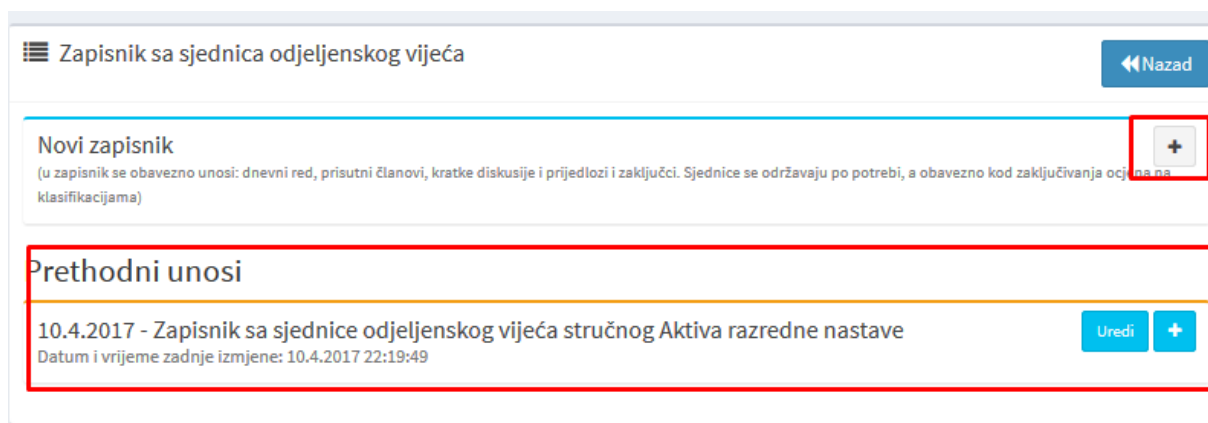 Zapisnik sa sjednica odjeljenskog vijeća
Nazad
Novi zapisnik
(u zapisnik se obavezno unosi: dnevni red, prisutni članovi, kratke diskusije i prijedlozi i zaključci. Sjednice se održavaju po potrebi, a obavezno kod zaključivanja ocjena na
klasifikacijama)
Prethodni unosi
10.4.2017 - Zapisnik sa sjednice odjeljenskog vijeća stručnog Aktiva razredne nastave
Uredi
Datum i vrijeme zadnje izmjene: 10.4.2017 22:19:49